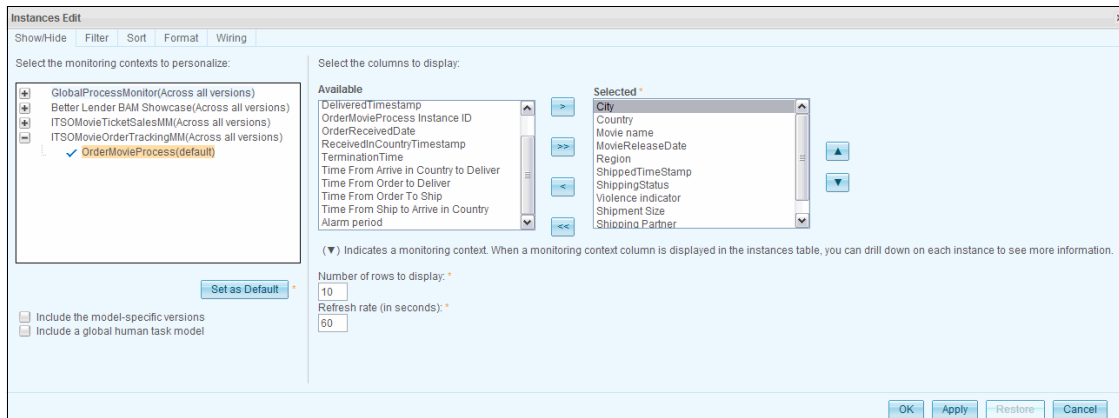 Instances Edit
Show/Hide Filter Sort Format Wiring
Select the monitoring contexts to personalize:
GlobalProcessMonitor(Across all versions)
Better Lender BAM Showcase(Across all versions)
ITSOMovieTicketSalesMM(Across all versions)
ITSOMovieOrderTrackingMM(Across all versions)
OrderMovieProcess(default)
Set as Default *
Include the model-specific versions
Include a global human task model
Select the columns to display:
Available
DeliveredTimestamp
OrderMovieProcess Instance ID
OrderReceivedDate
ReceivedInCountryTimestamp
TerminationTime
Time From Arrive in Country to Deliver
Time From Order to Deliver
Time From Order To Ship
Time From Ship to Arrive in Country
Alarm period
>
>>
<
<<
Selected *
City
Country
Movie name
MovieReleaseDate
Region
ShippedTimeStamp
ShippingStatus
Violence indicator
Shipment Size
Shipping Partner
(▼) Indicates a monitoring context. When a monitoring context column is displayed in the instances table, you can drill down on each instance to see more information.
Number of rows to display: *
10
Refresh rate (in seconds): *
60
OK Apply Restore Cancel